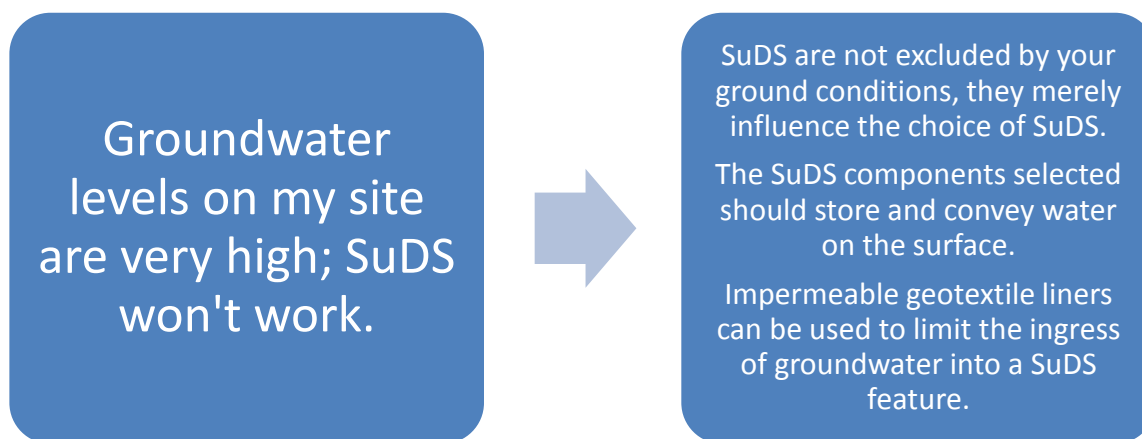 Groundwater
levels on my site
are very high; SuDS
won't work.
SuDS are not excluded by your
ground conditions, they merely
influence the choice of SuDS.
The SuDS components selected
should store and convey water
on the surface.
Impermeable geotextile liners
can be used to limit the ingress
of groundwater into a SuDS
feature.